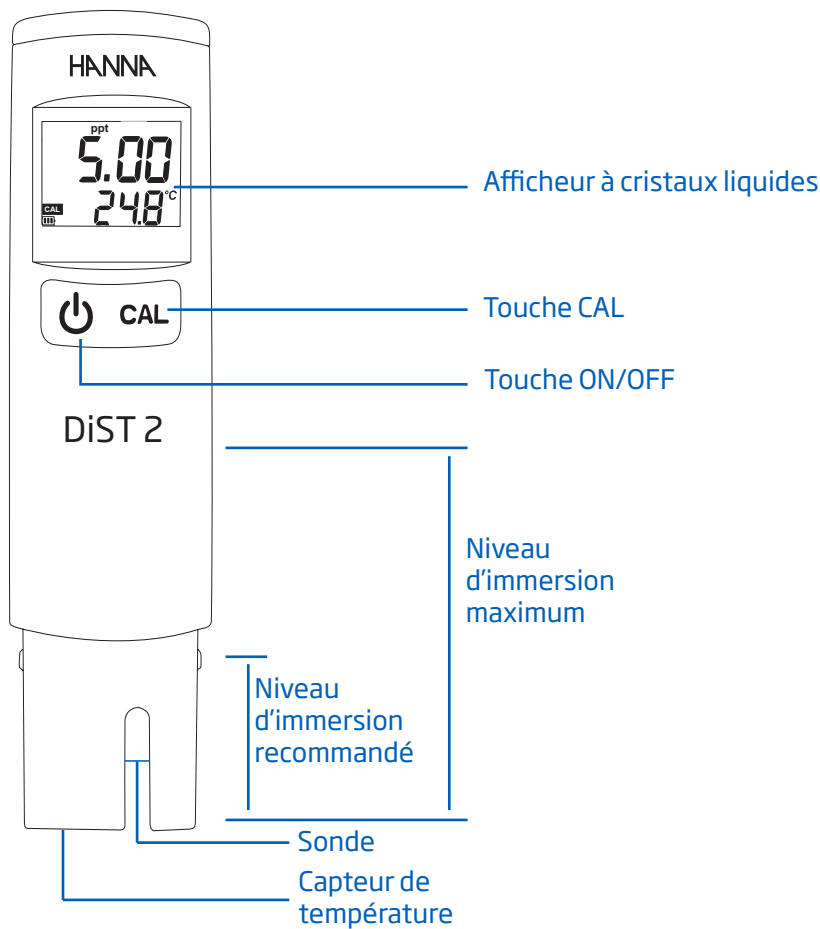 HANNA
ppt
5.00
24.8°C
CAL
Afficheur à cristaux liquides
CAL
Touche CAL
Touche ON/OFF
DiST 2
Niveau
d'immersion
maximum
Niveau
d'immersion
recommandé
Sonde
Capteur de
température